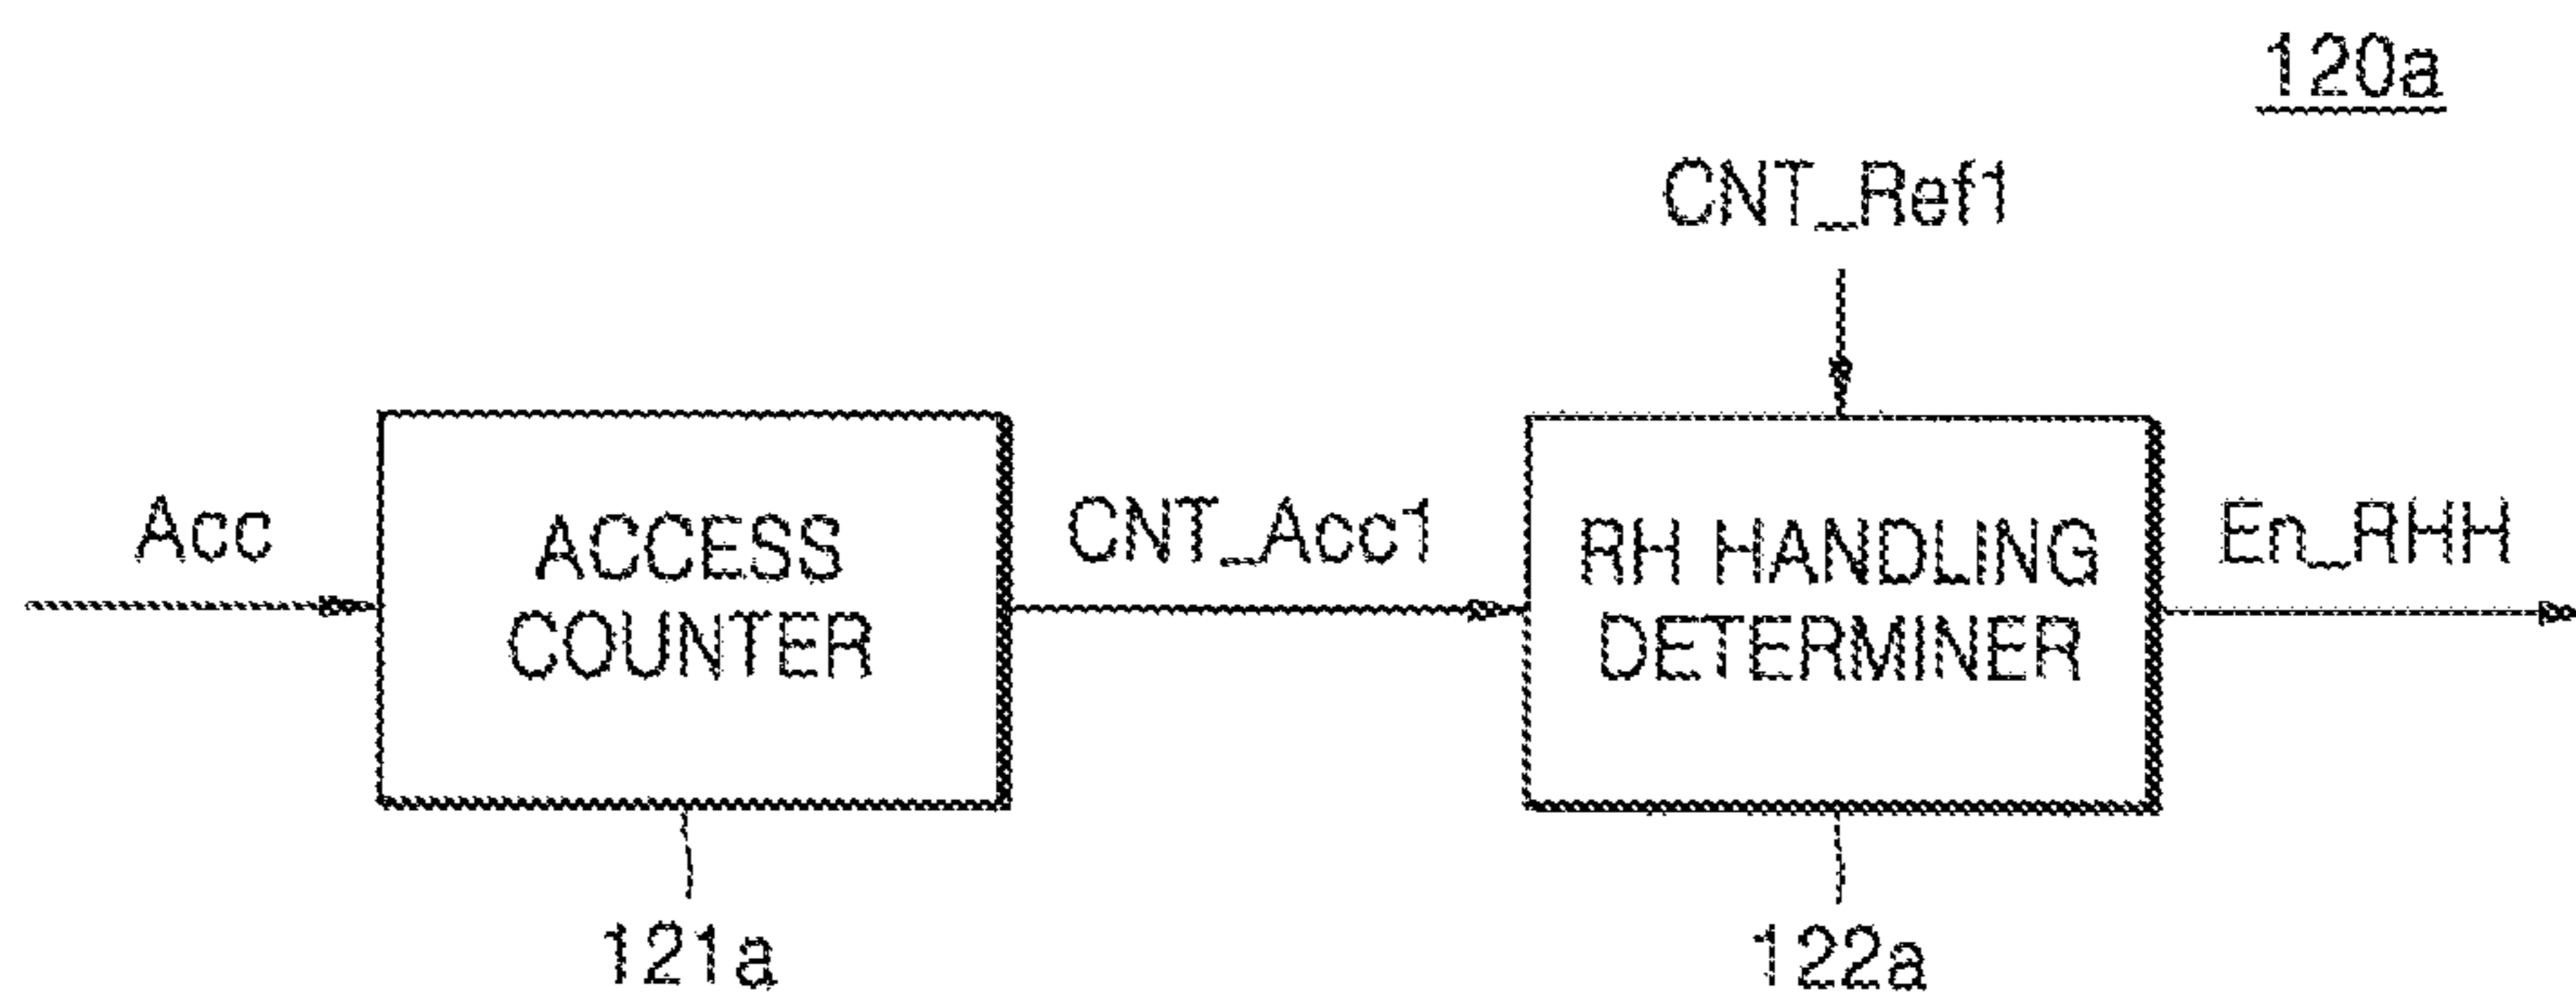 120a
CNT_Ref1
Acc
ACCESS
COUNTER
CNT_Acc1
RH HANDLING
DETERMINER
En_RHH
121a
122a